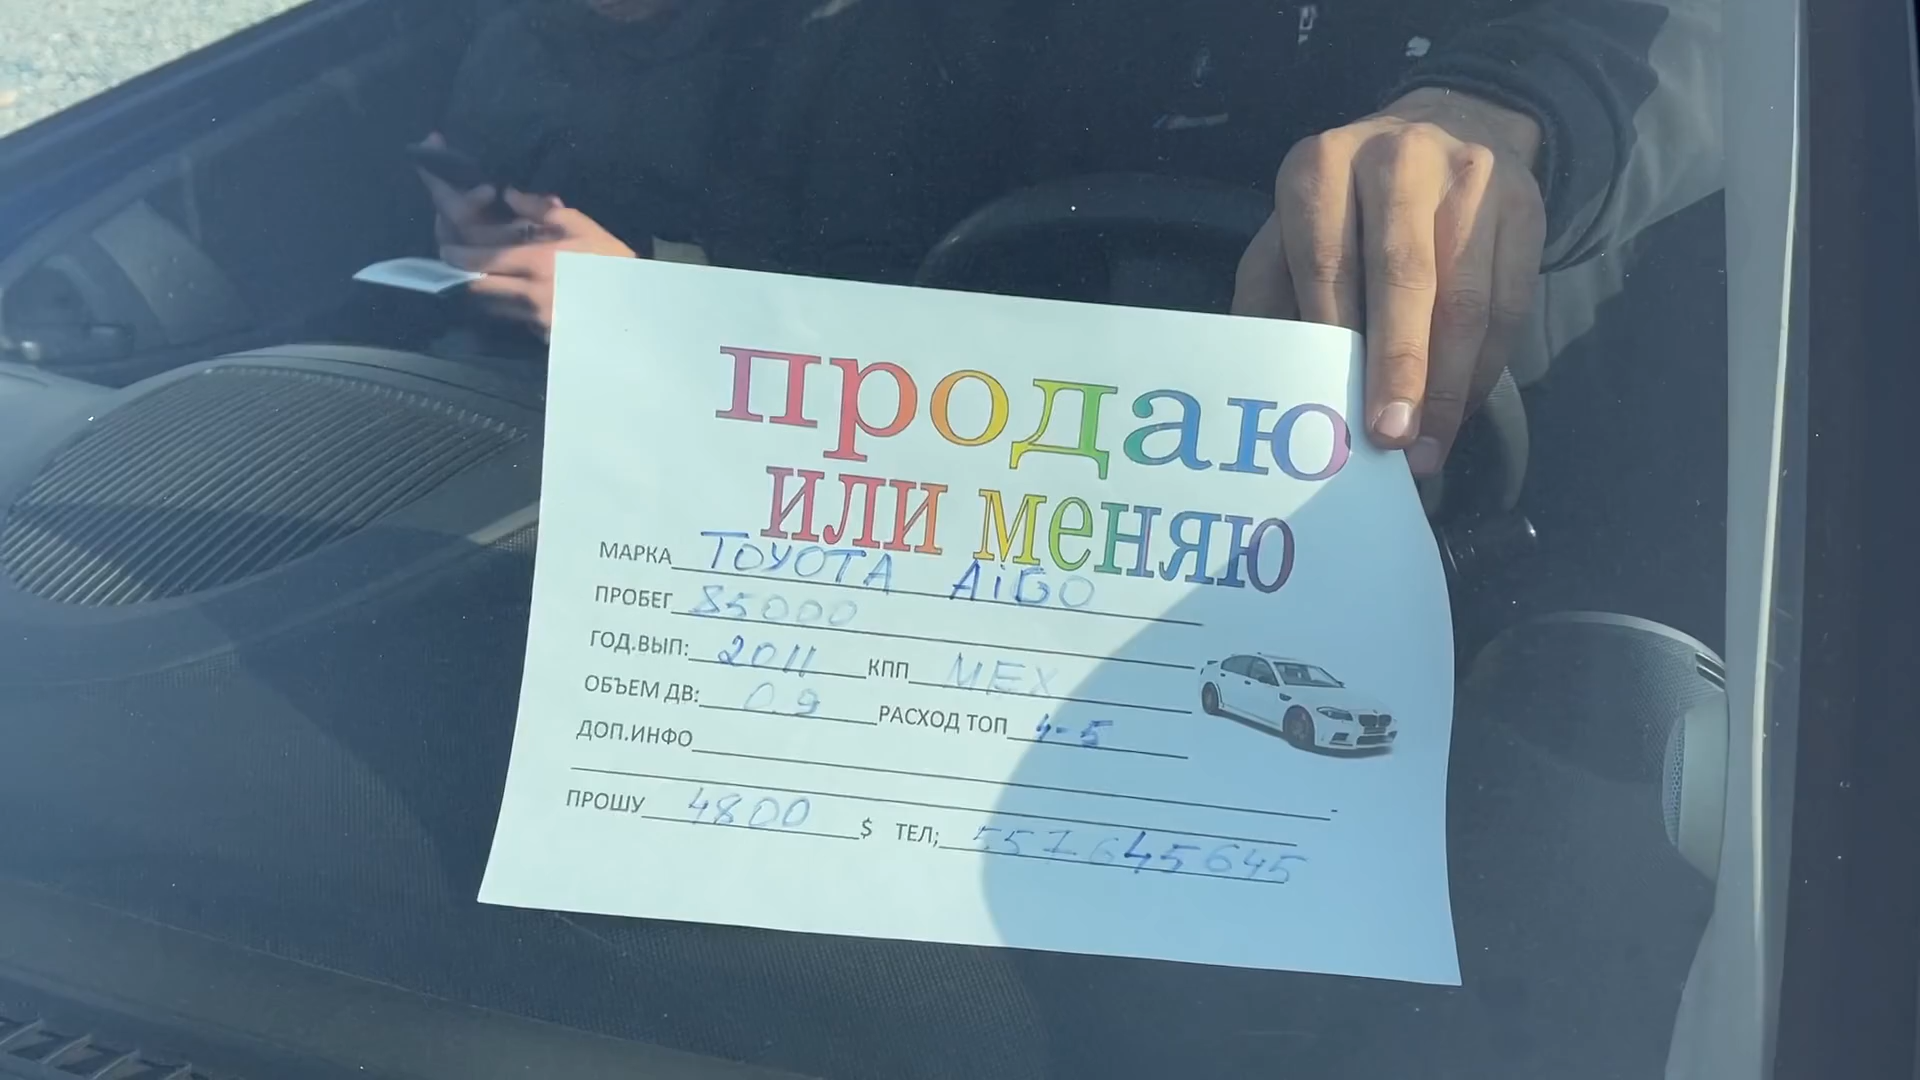 продаю
или меняю
МАРКА TOYOTA AiGO
ПРОБЕГ 85000
ГОД.ВЫП: 2011 КПП МЕХ
ОБЪЕМ ДВ: 0.9 РАСХОД ТОП 4-5
ДОП.ИНФО
ПРОШУ 4800 $ ТЕЛ; 557645645